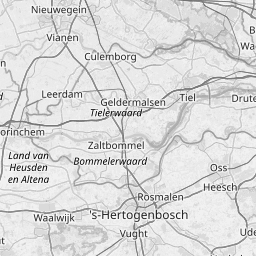 Nieuwegein
Vianen
Culemborg
Leerdam
Geldermalsen
Tiel
Tielerwaard
Zaltbommel
Land van
Heusden
en Altena
Bommelerwaard
Oss
Heesch
Rosmalen
Waalwijk
's-Hertogenbosch
Vught